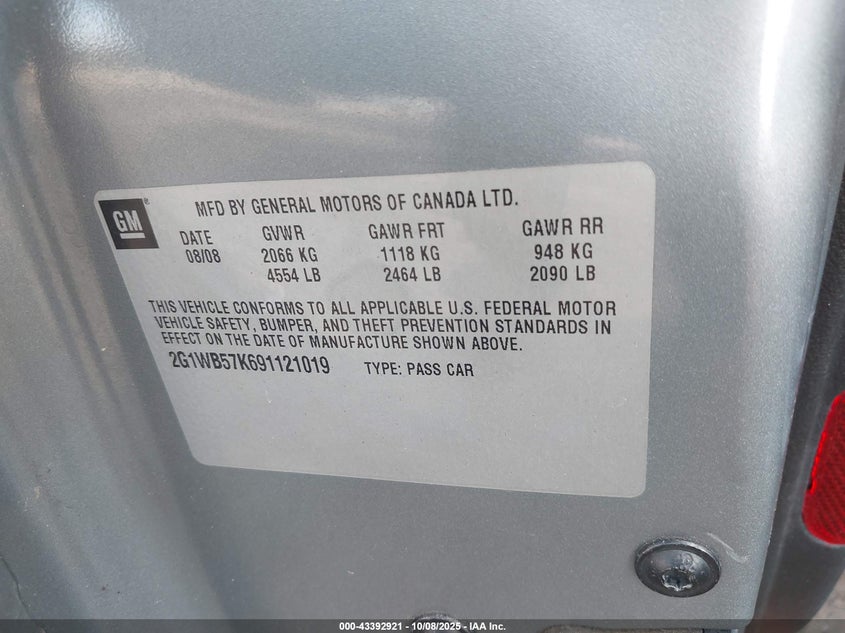 GM®
MFD BY GENERAL MOTORS OF CANADA LTD.
DATE GVWR GAWR FRT GAWR RR
08/08 2066 KG 1118 KG 948 KG
4554 LB 2464 LB 2090 LB
THIS VEHICLE CONFORMS TO ALL APPLICABLE U.S. FEDERAL MOTOR
VEHICLE SAFETY, BUMPER, AND THEFT PREVENTION STANDARDS IN
EFFECT ON THE DATE OF MANUFACTURE SHOWN ABOVE.
2G1WB57K691121019 TYPE: PASS CAR
000-43392921 | 10/08/2025 - IAA Inc.